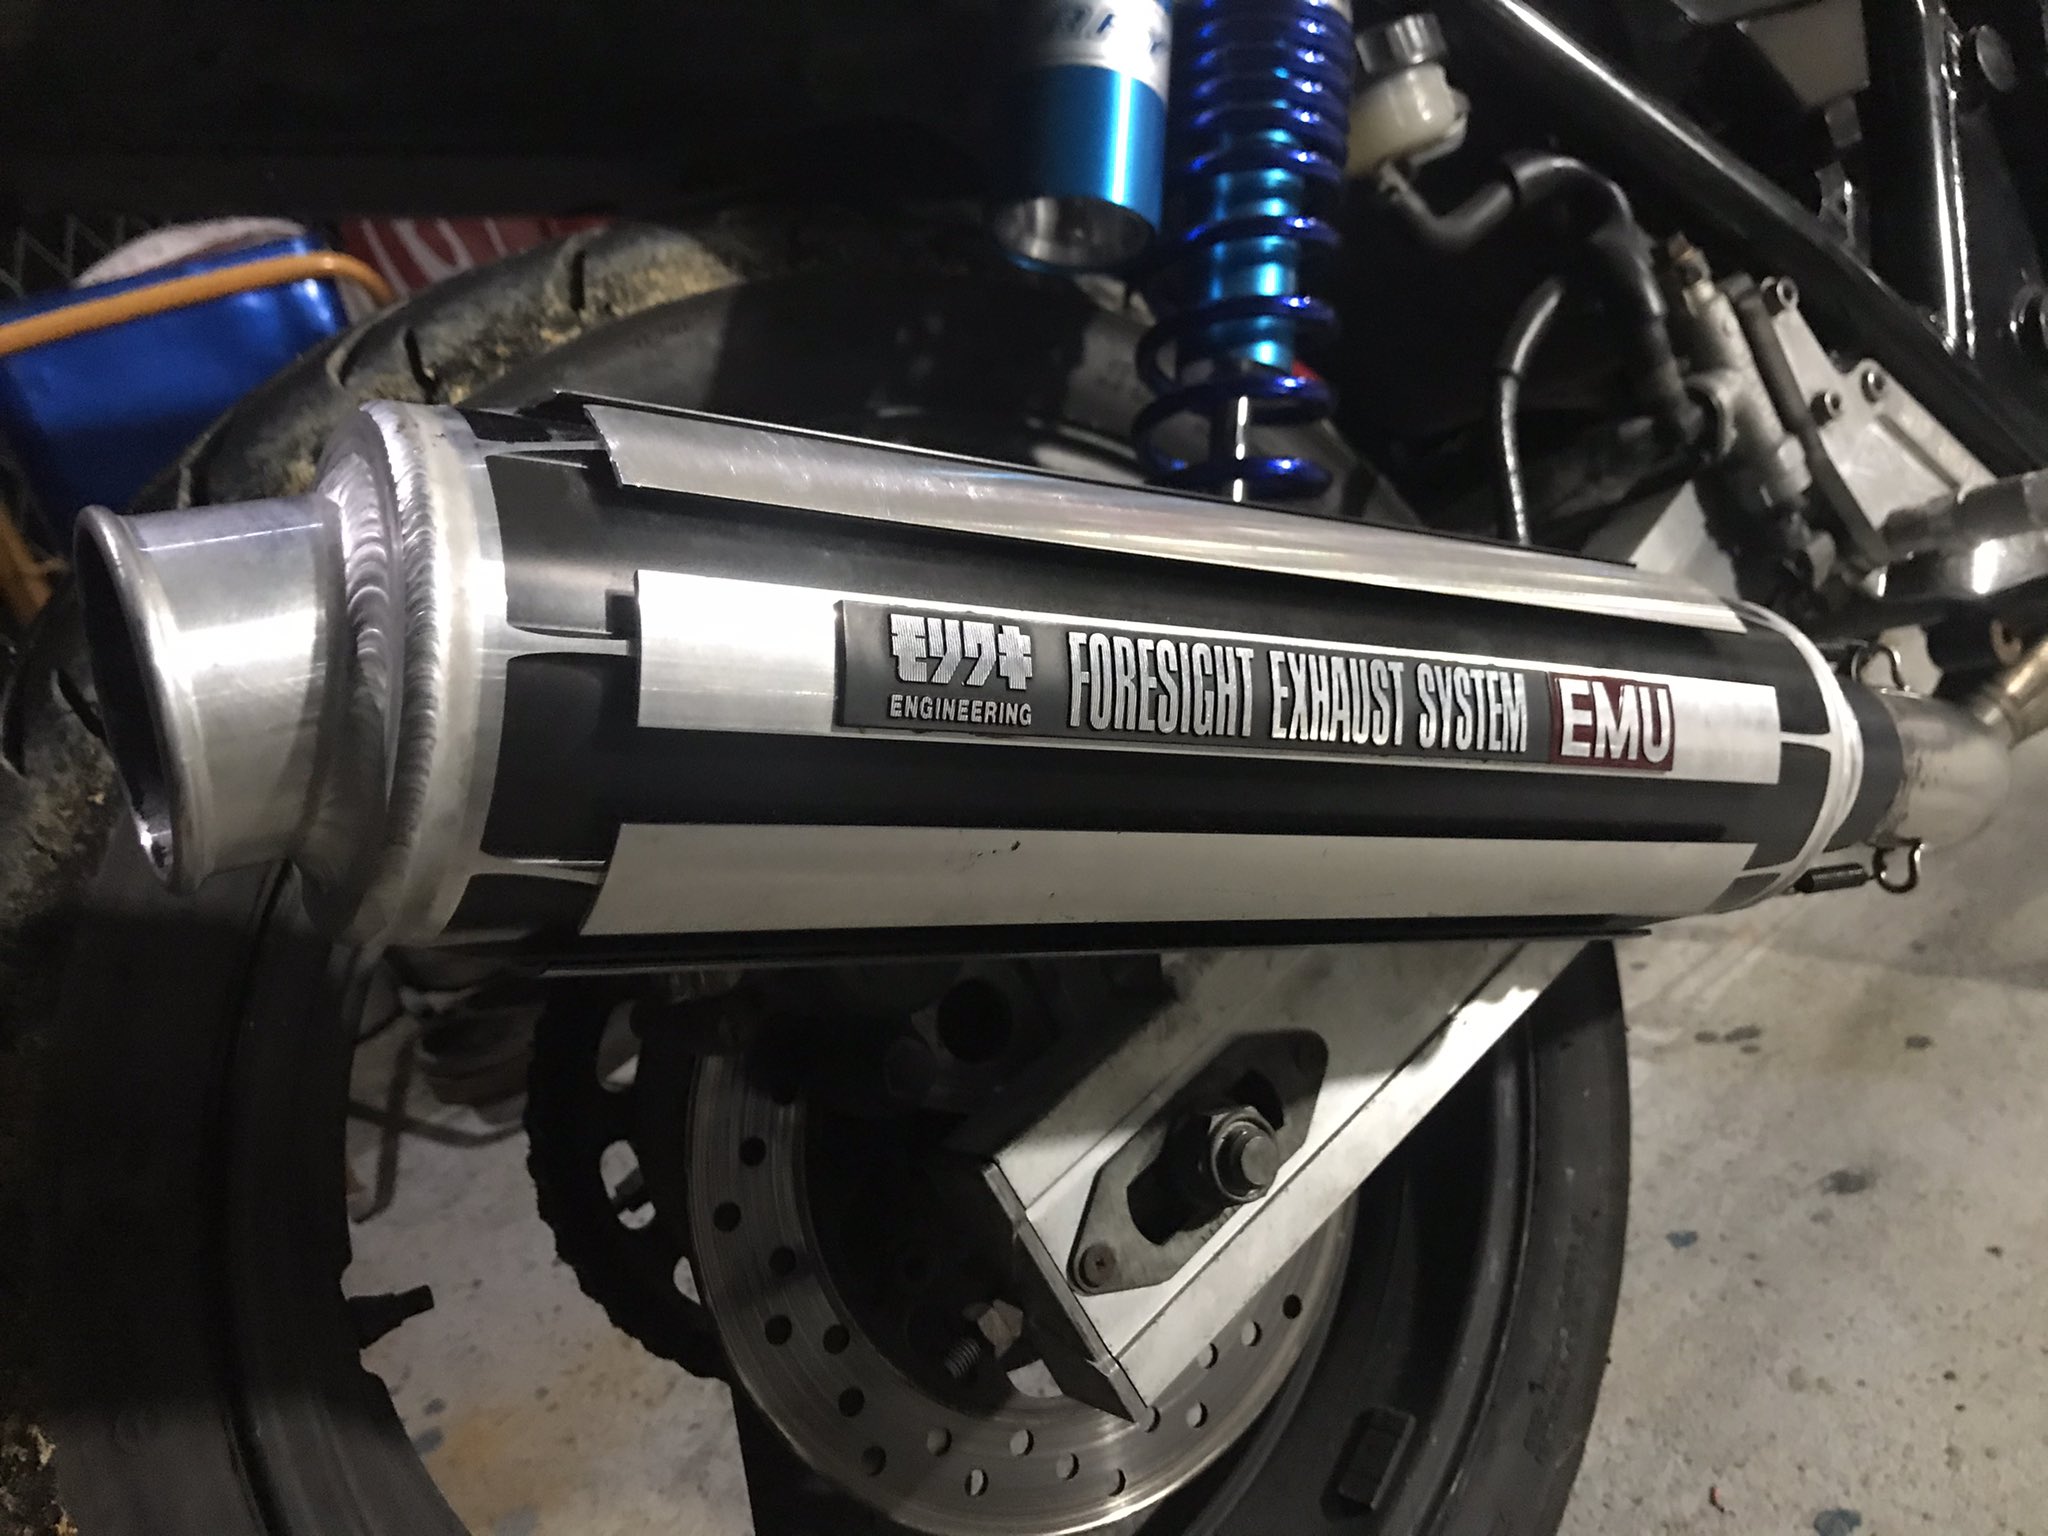 モリワキ
ENGINEERING
FORESIGHT EXHAUST SYSTEM
EMU